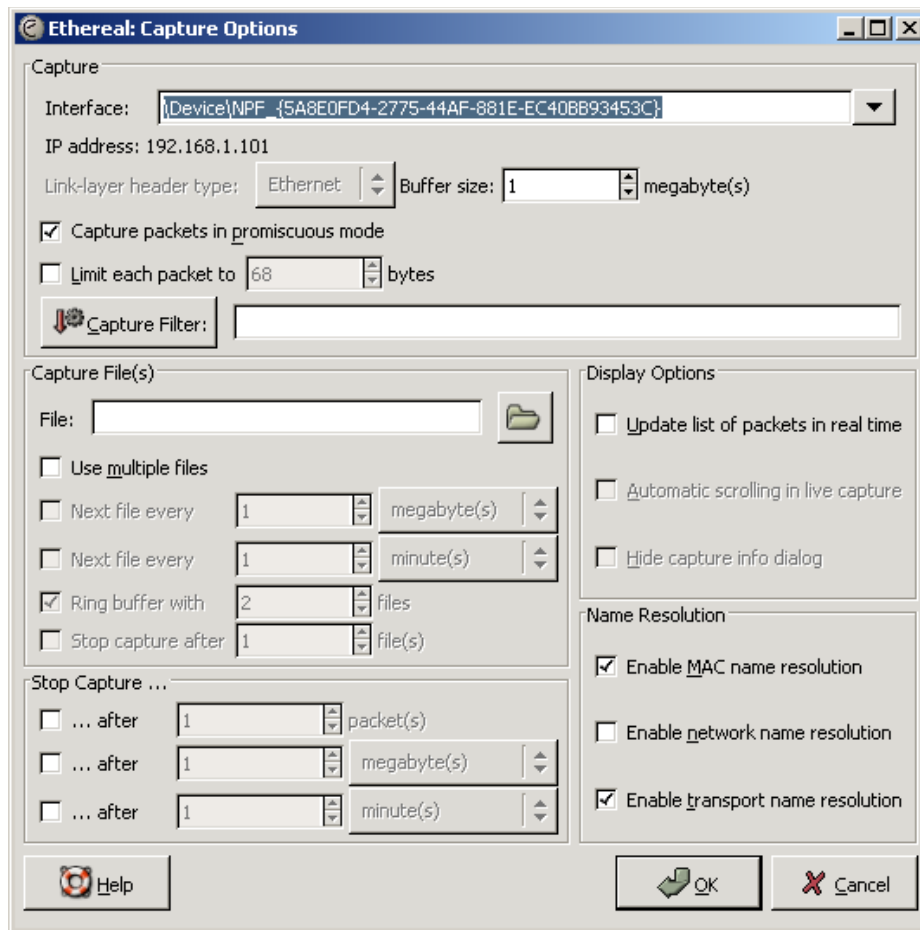 Ethereal: Capture Options
Capture
Interface: \Device\NPF_{5A8E0FD4-2775-44AF-881E-EC40BB93453C}
IP address: 192.168.1.101
Link-layer header type: Ethernet Buffer size: 1 megabyte(s)
Capture packets in promiscuous mode
Limit each packet to 68 bytes
Capture Filter:
Capture File(s)
File:
Use multiple files
Next file every 1 megabyte(s)
Next file every 1 minute(s)
Ring buffer with 2 files
Stop capture after 1 file(s)
Stop Capture ...
... after 1 packet(s)
... after 1 megabyte(s)
... after 1 minute(s)
Display Options
Update list of packets in real time
Automatic scrolling in live capture
Hide capture info dialog
Name Resolution
Enable MAC name resolution
Enable network name resolution
Enable transport name resolution
Help OK Cancel